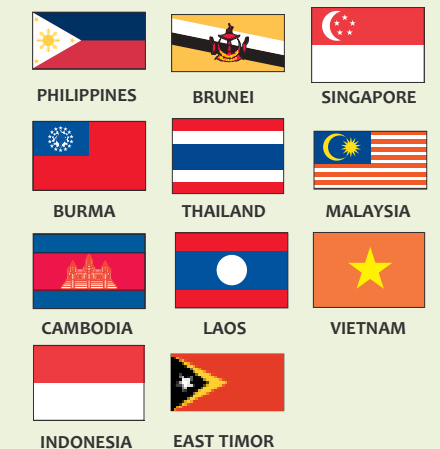 PHILIPPINES
BRUNEI
SINGAPORE
BURMA
THAILAND
MALAYSIA
CAMBODIA
LAOS
VIETNAM
INDONESIA
EAST TIMOR